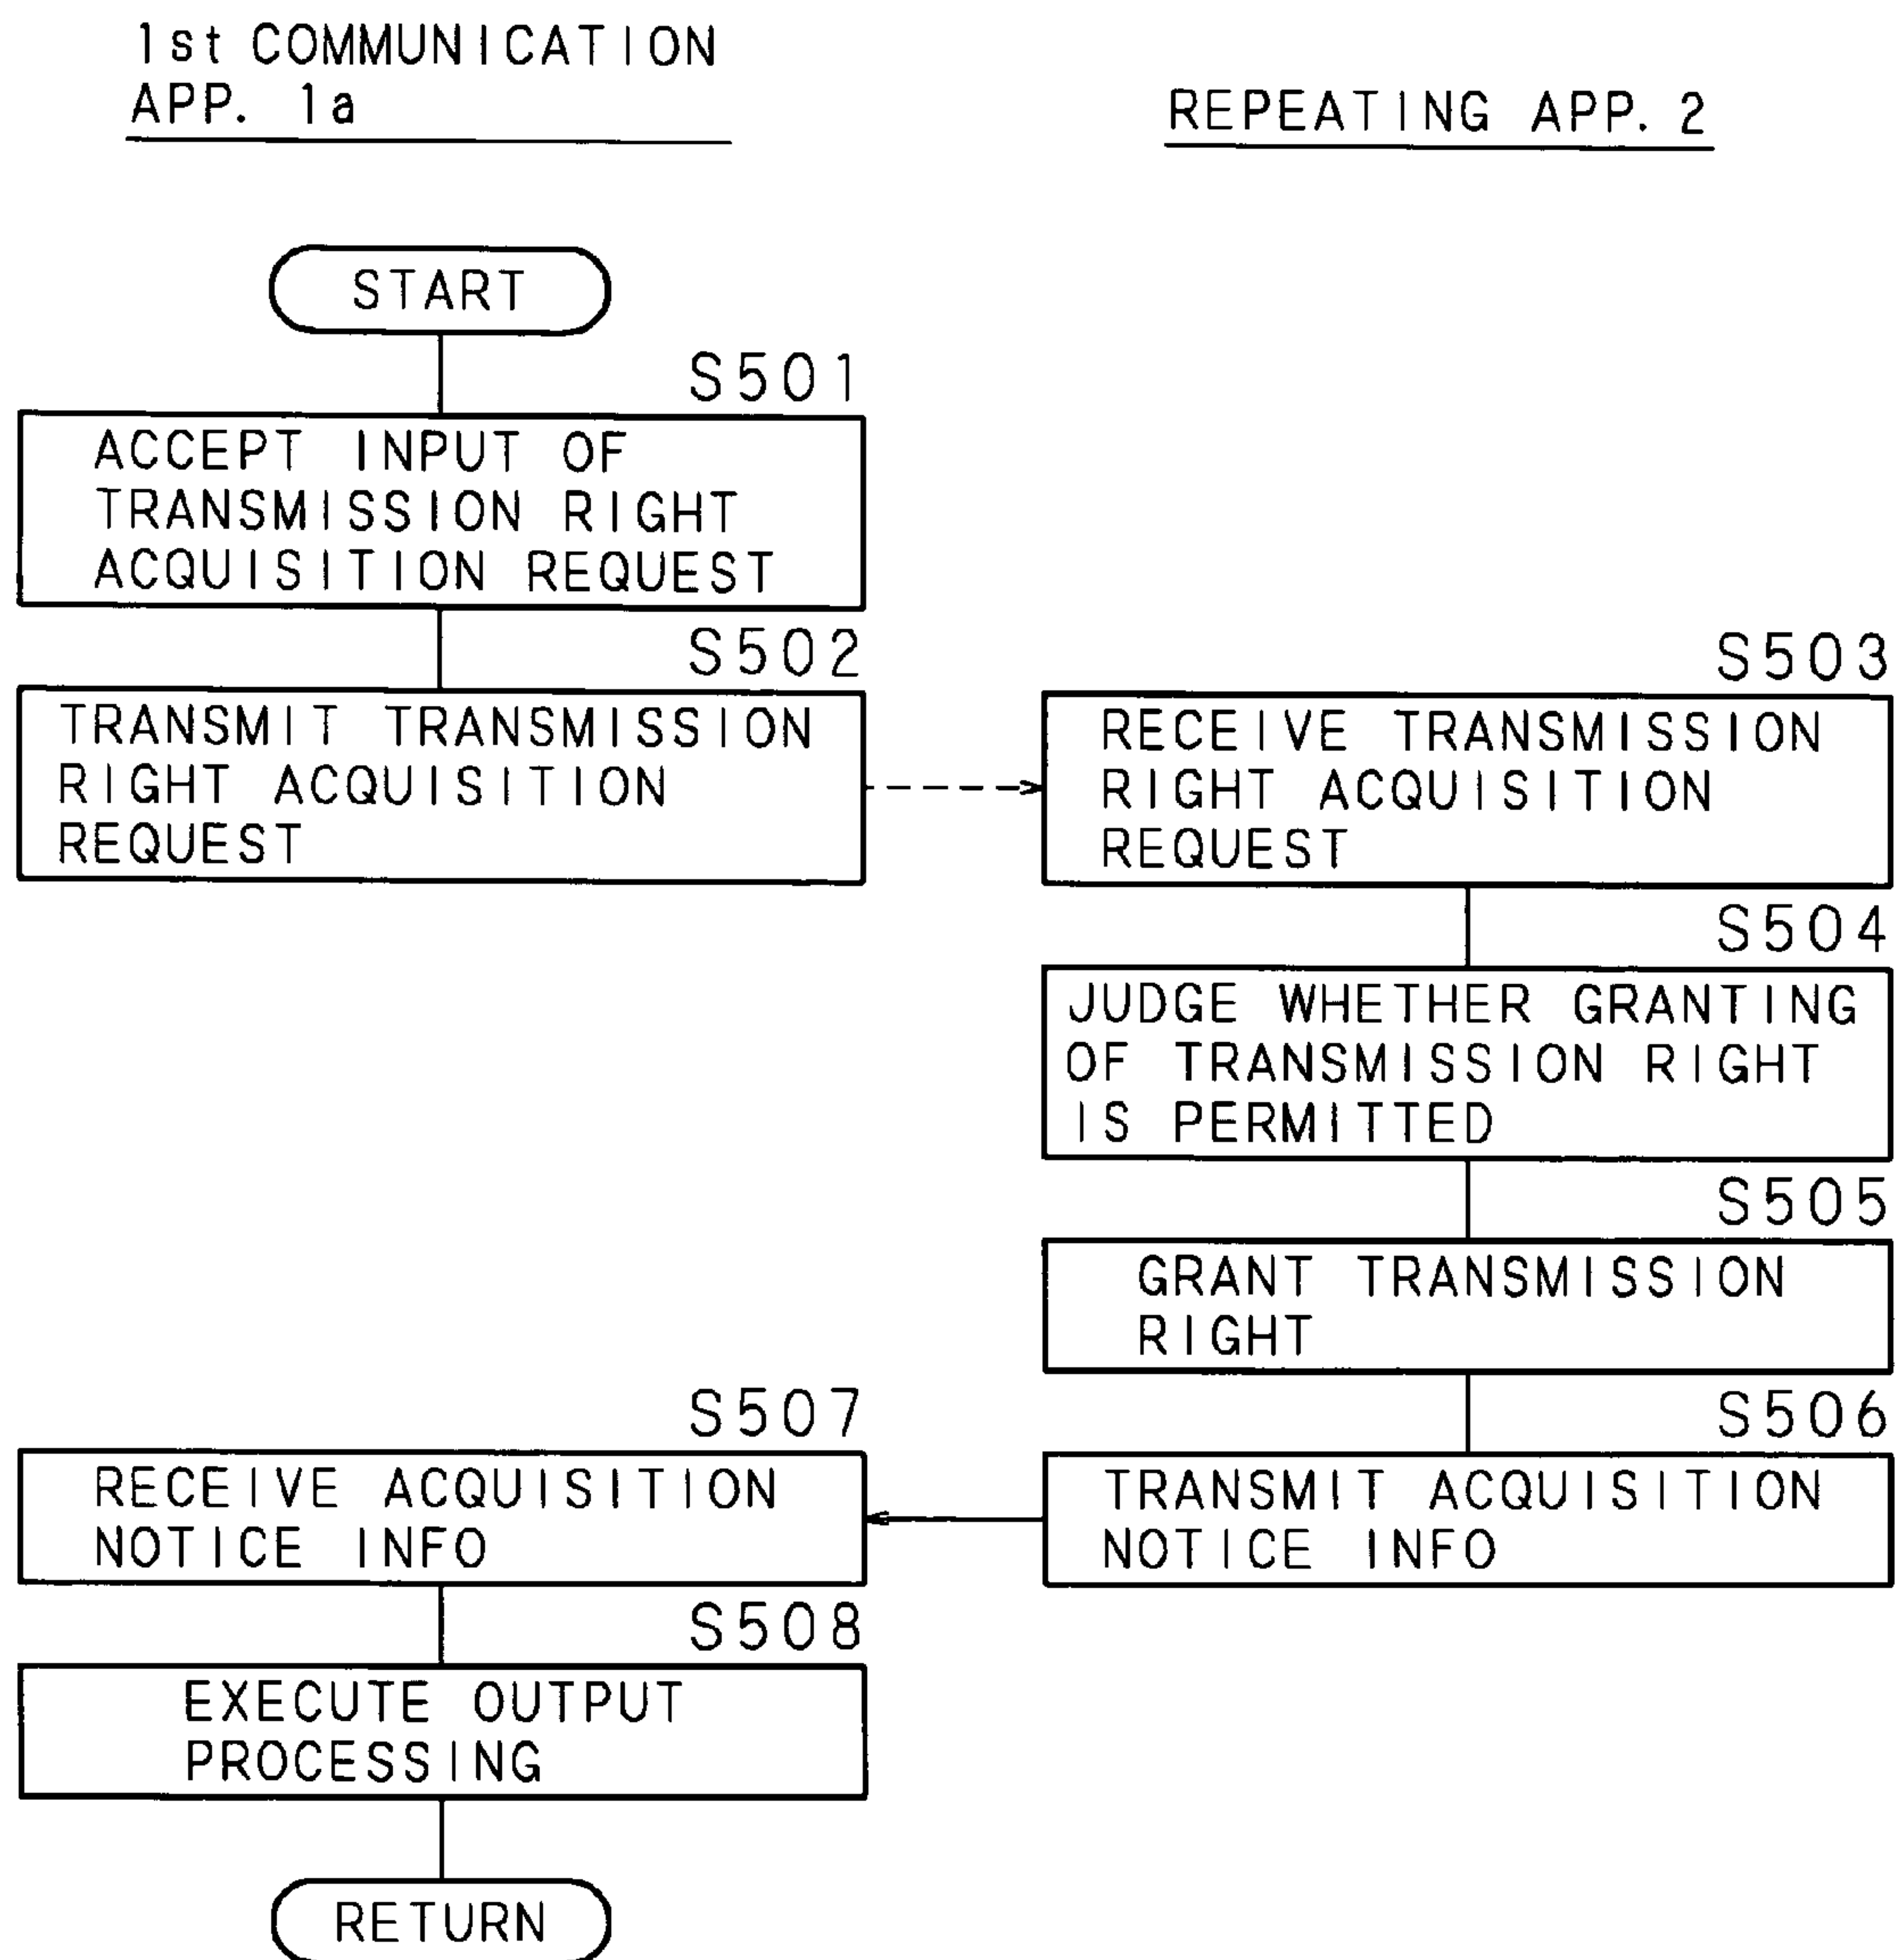 1st COMMUNICATION
APP. 1a
REPEATING APP. 2
START
S501
ACCEPT INPUT OF
TRANSMISSION RIGHT
ACQUISITION REQUEST
S502
TRANSMIT TRANSMISSION
RIGHT ACQUISITION
REQUEST
S503
RECEIVE TRANSMISSION
RIGHT ACQUISITION
REQUEST
S504
JUDGE WHETHER GRANTING
OF TRANSMISSION RIGHT
IS PERMITTED
S505
GRANT TRANSMISSION
RIGHT
S506
TRANSMIT ACQUISITION
NOTICE INFO
S507
RECEIVE ACQUISITION
NOTICE INFO
S508
EXECUTE OUTPUT
PROCESSING
RETURN